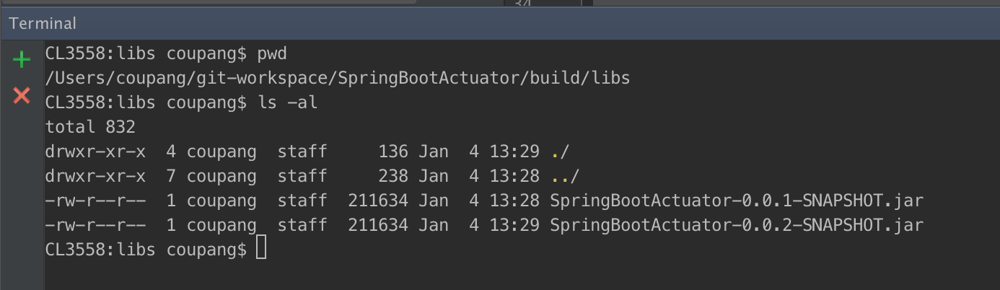 34
Terminal
CL3558:libs coupang$ pwd
/Users/coupang/git-workspace/SpringBootActuator/build/libs
CL3558:libs coupang$ ls -al
total 832
drwxr-xr-x  4 coupang  staff     136 Jan  4 13:29 ./
drwxr-xr-x  7 coupang  staff     238 Jan  4 13:28 ../
-rw-r--r--  1 coupang  staff  211634 Jan  4 13:28 SpringBootActuator-0.0.1-SNAPSHOT.jar
-rw-r--r--  1 coupang  staff  211634 Jan  4 13:29 SpringBootActuator-0.0.2-SNAPSHOT.jar
CL3558:libs coupang$